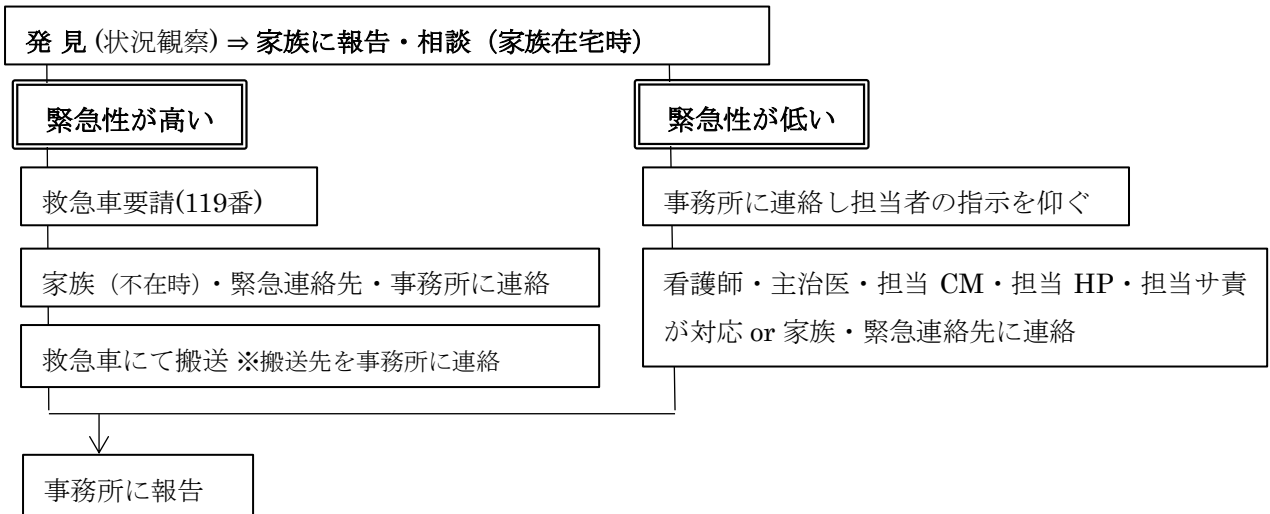 発 見 (状況観察) ⇒ 家族に報告・相談（家族在宅時）
緊急性が高い
緊急性が低い
救急車要請(119番)
事務所に連絡し担当者の指示を仰ぐ
家族（不在時）・緊急連絡先・事務所に連絡
看護師・主治医・担当 CM・担当 HP・担当サ責
が対応 or 家族・緊急連絡先に連絡
救急車にて搬送 ※搬送先を事務所に連絡
事務所に報告